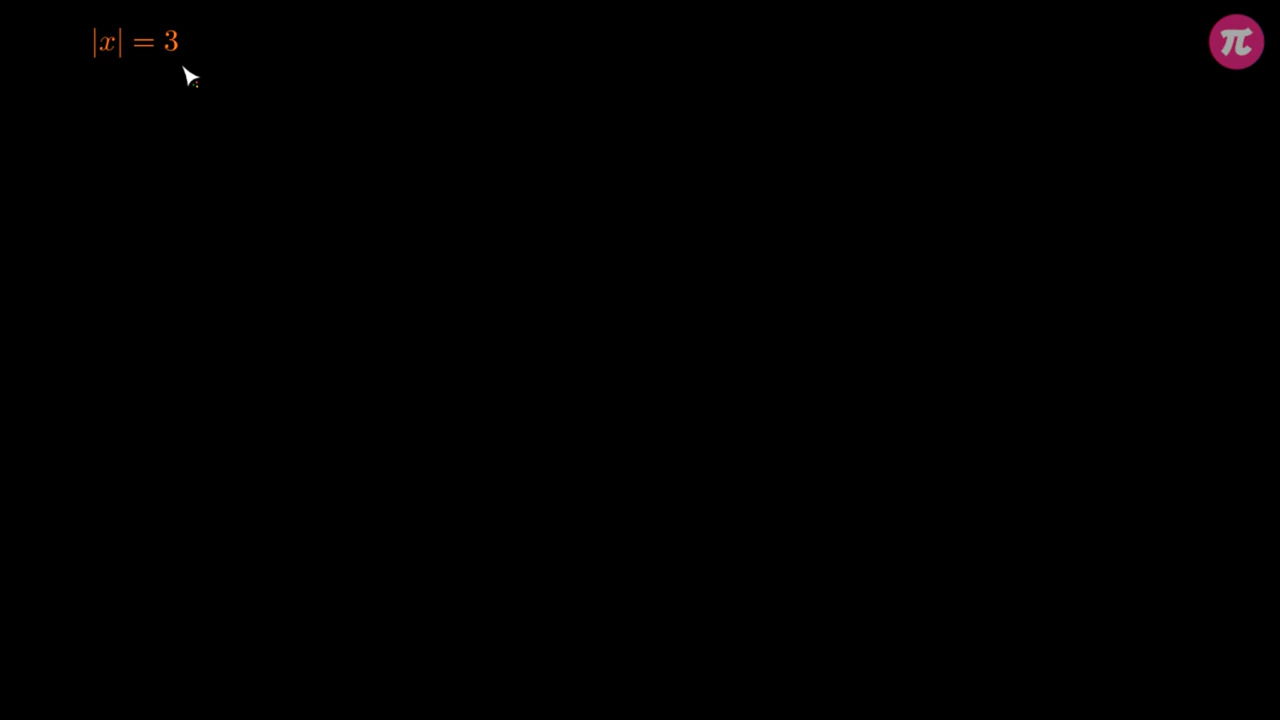 |x| = 3
π